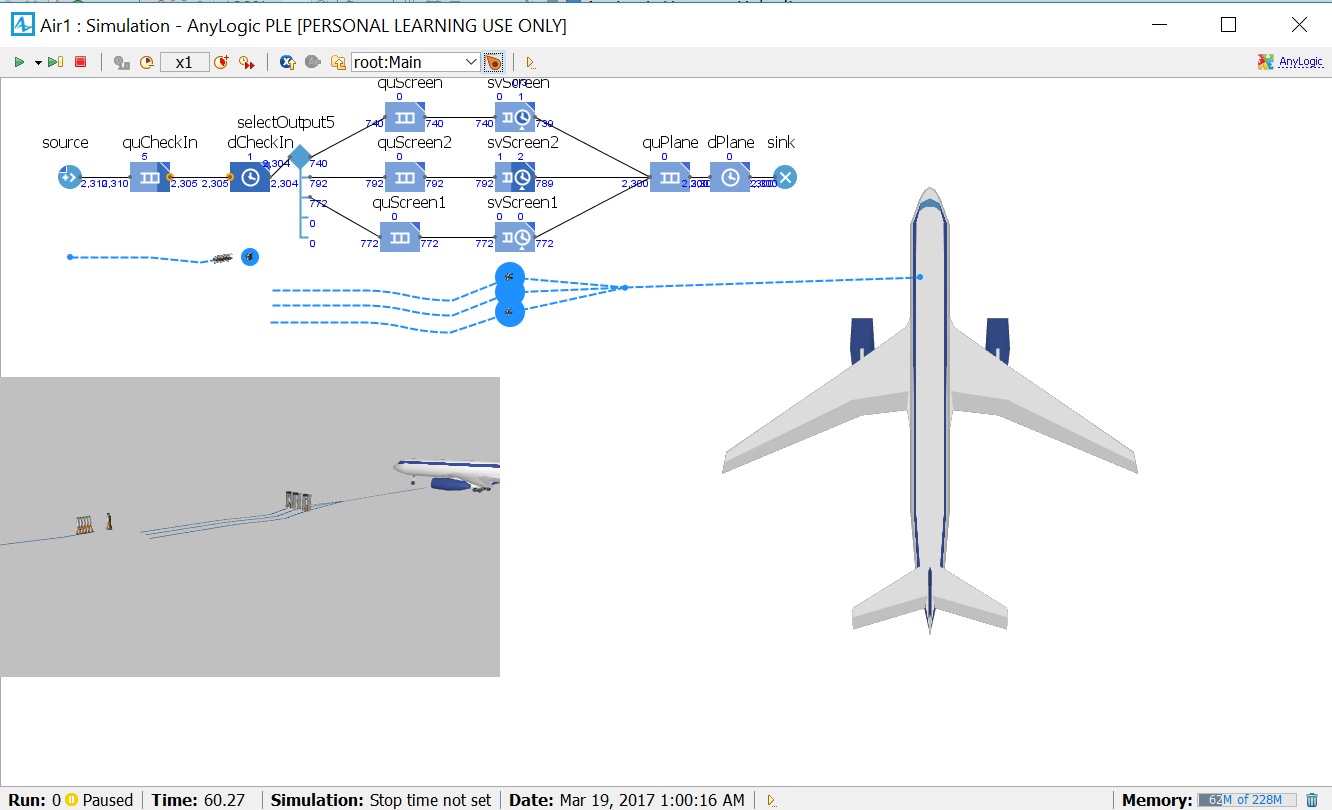 Air1 : Simulation - AnyLogic PLE [PERSONAL LEARNING USE ONLY]
x1 root:Main AnyLogic
quScreen svScreen
0 0 1
740 740 740 739
selectOutput5
source quCheckIn dCheckIn quScreen2 svScreen2 quPlane dPlane sink
5 1 0 1 2 0 0
2,310 2,305 2,305 2,304 2,304 740
792 792 792 792 789 2,300
772 quScreen1 svScreen1
0 0 0 0
0 772 772 772 772
Run: 0 Paused Time: 60.27 Simulation: Stop time not set Date: Mar 19, 2017 1:00:16 AM Memory: 62M of 228M